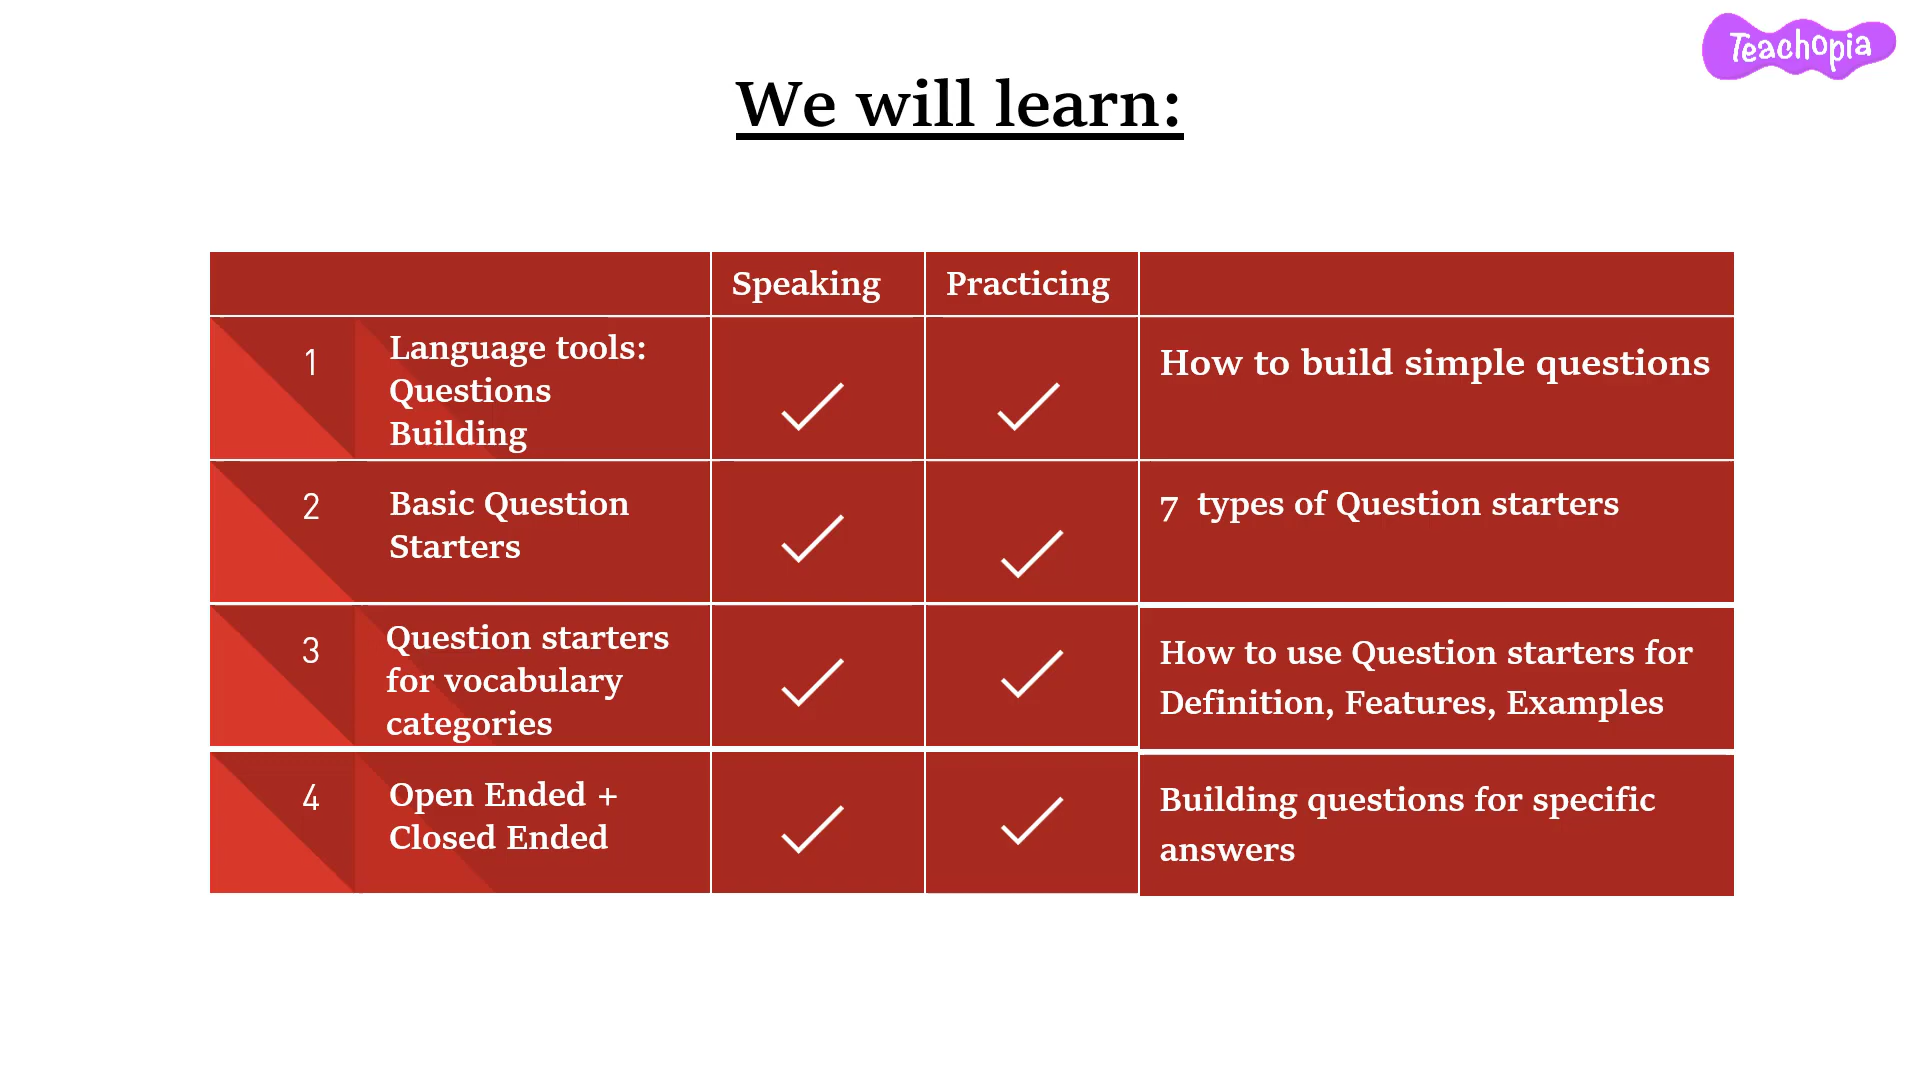 Teachopia
We will learn:
Speaking
Practicing
1
Language tools:
Questions
Building
How to build simple questions
2
Basic Question
Starters
7 types of Question starters
3
Question starters
for vocabulary
categories
How to use Question starters for
Definition, Features, Examples
4
Open Ended +
Closed Ended
Building questions for specific
answers